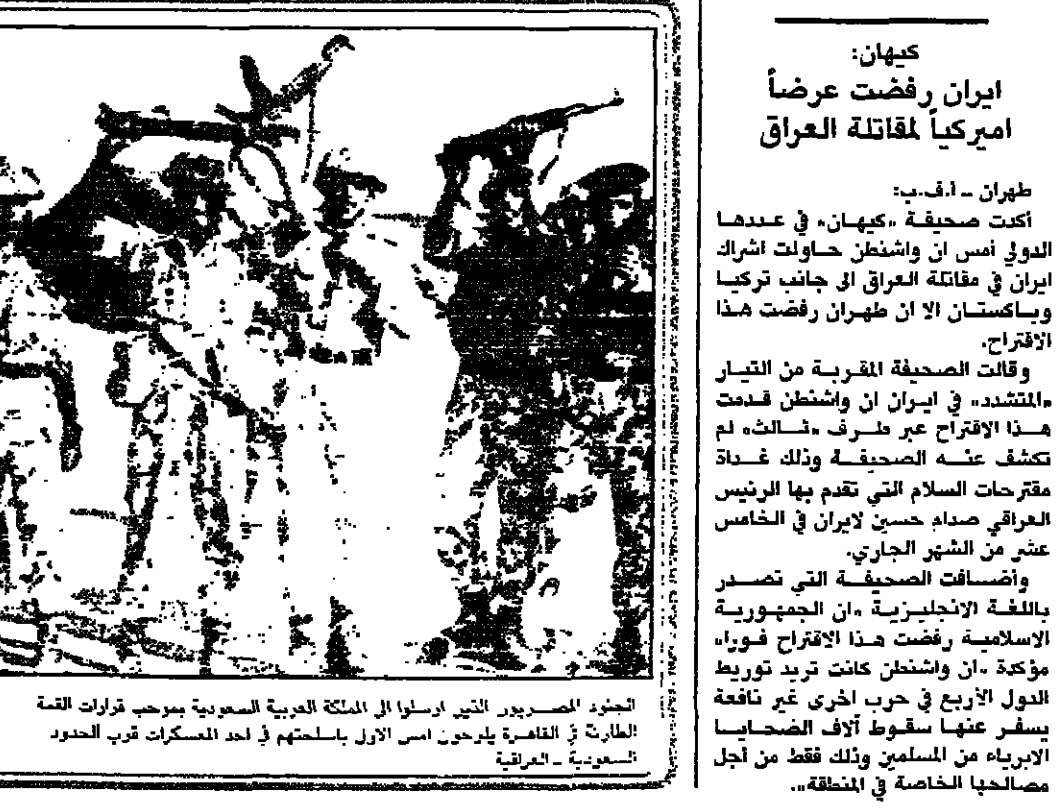 كيهان:
ايران رفضت عرضاً
اميركياً لمقاتلة العراق
طهران - أ.ف.ب:
أكدت صحيفة «كيهان» في عددها
الدولي امس ان واشنطن حاولت اشراك
ايران في مقاتلة العراق الى جانب تركيا
وباكستان الا ان طهران رفضت هذا
الاقتراح.
وقالت الصحيفة المقربة من التيار
«المتشدد» في ايران ان واشنطن قدمت
هذا الاقتراح عبر طرف «ثالث» لم
تكشف عنه الصحيفة وذلك غداة
مقترحات السلام التي تقدم بها الرئيس
العراقي صدام حسين لايران في الخامس
عشر من الشهر الجاري.
وأضافت الصحيفة التي تصدر
باللغة الانجليزية «ان الجمهورية
الاسلامية رفضت هذا الاقتراح فورا»
مؤكدة «ان واشنطن كانت تريد توريط
الدول الأربع في حرب اخرى غير نافعة
يسفر عنها سقوط آلاف الضحايا
الابرياء من المسلمين وذلك فقط من أجل
مصالحها الخاصة في المنطقة».
الجنود المصريون الذين ارسلوا الى المملكة العربية السعودية بموجب قرارات القمة
الطارئة في القاهرة يلوحون امس الاول باسلحتهم في احد المعسكرات قرب الحدود
السعودية - العراقية